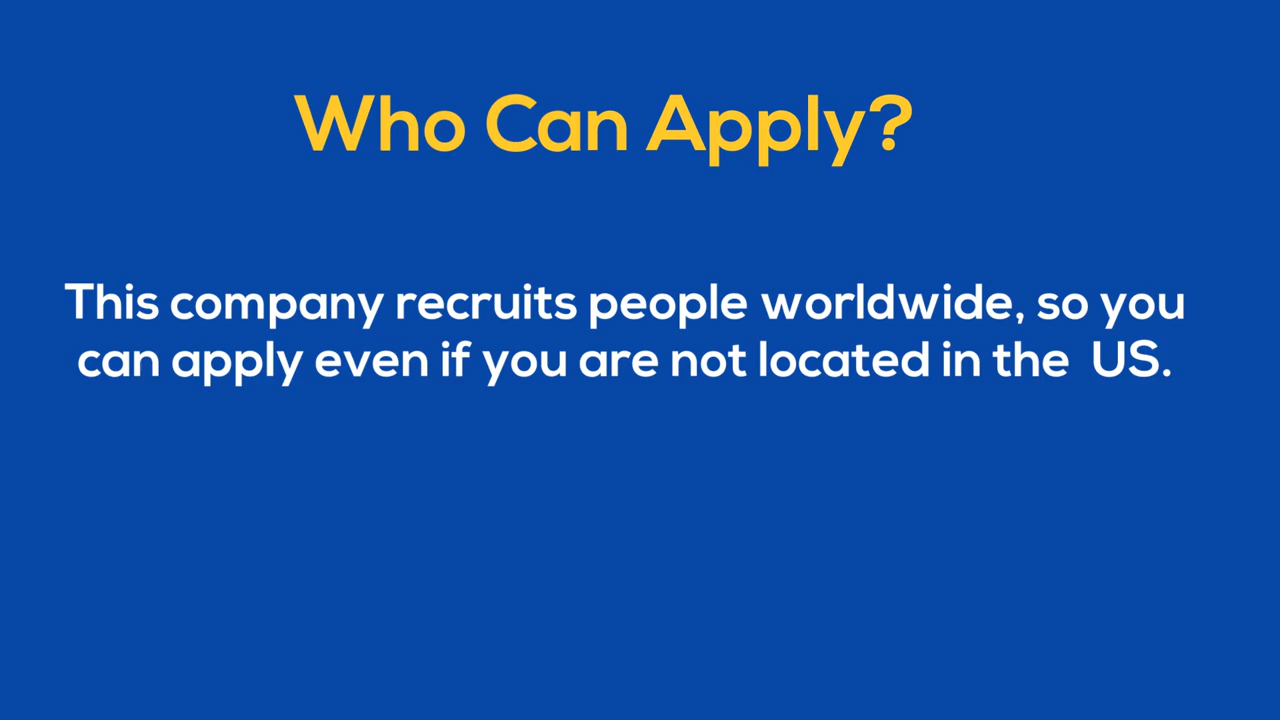 Who Can Apply?
This company recruits people worldwide, so you
can apply even if you are not located in the  US.